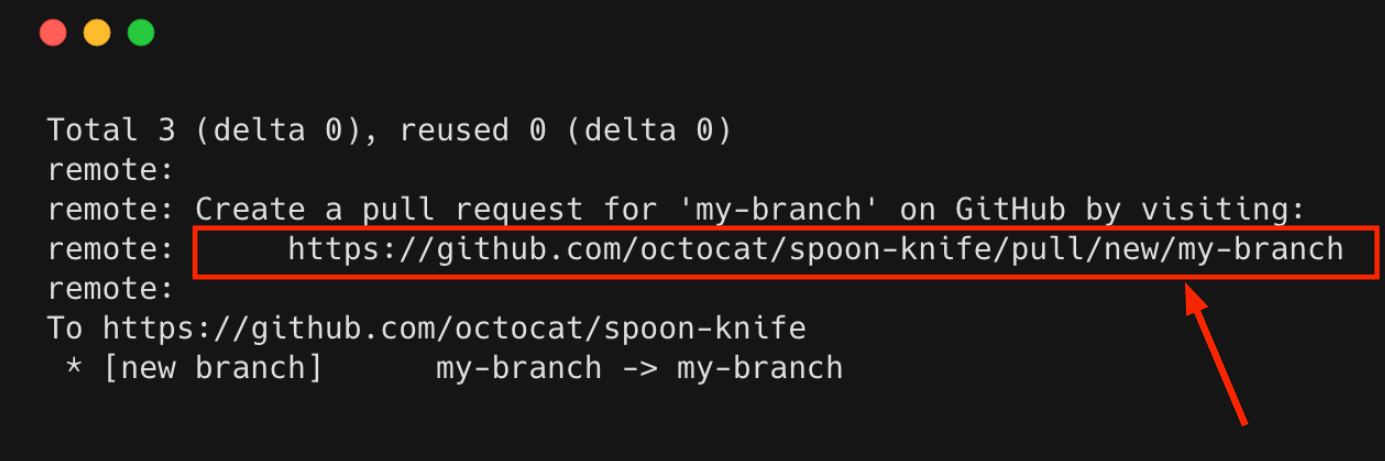 Total 3 (delta 0), reused 0 (delta 0)
remote:
remote: Create a pull request for 'my-branch' on GitHub by visiting:
remote:      https://github.com/octocat/spoon-knife/pull/new/my-branch
remote:
To https://github.com/octocat/spoon-knife
 * [new branch]      my-branch -> my-branch